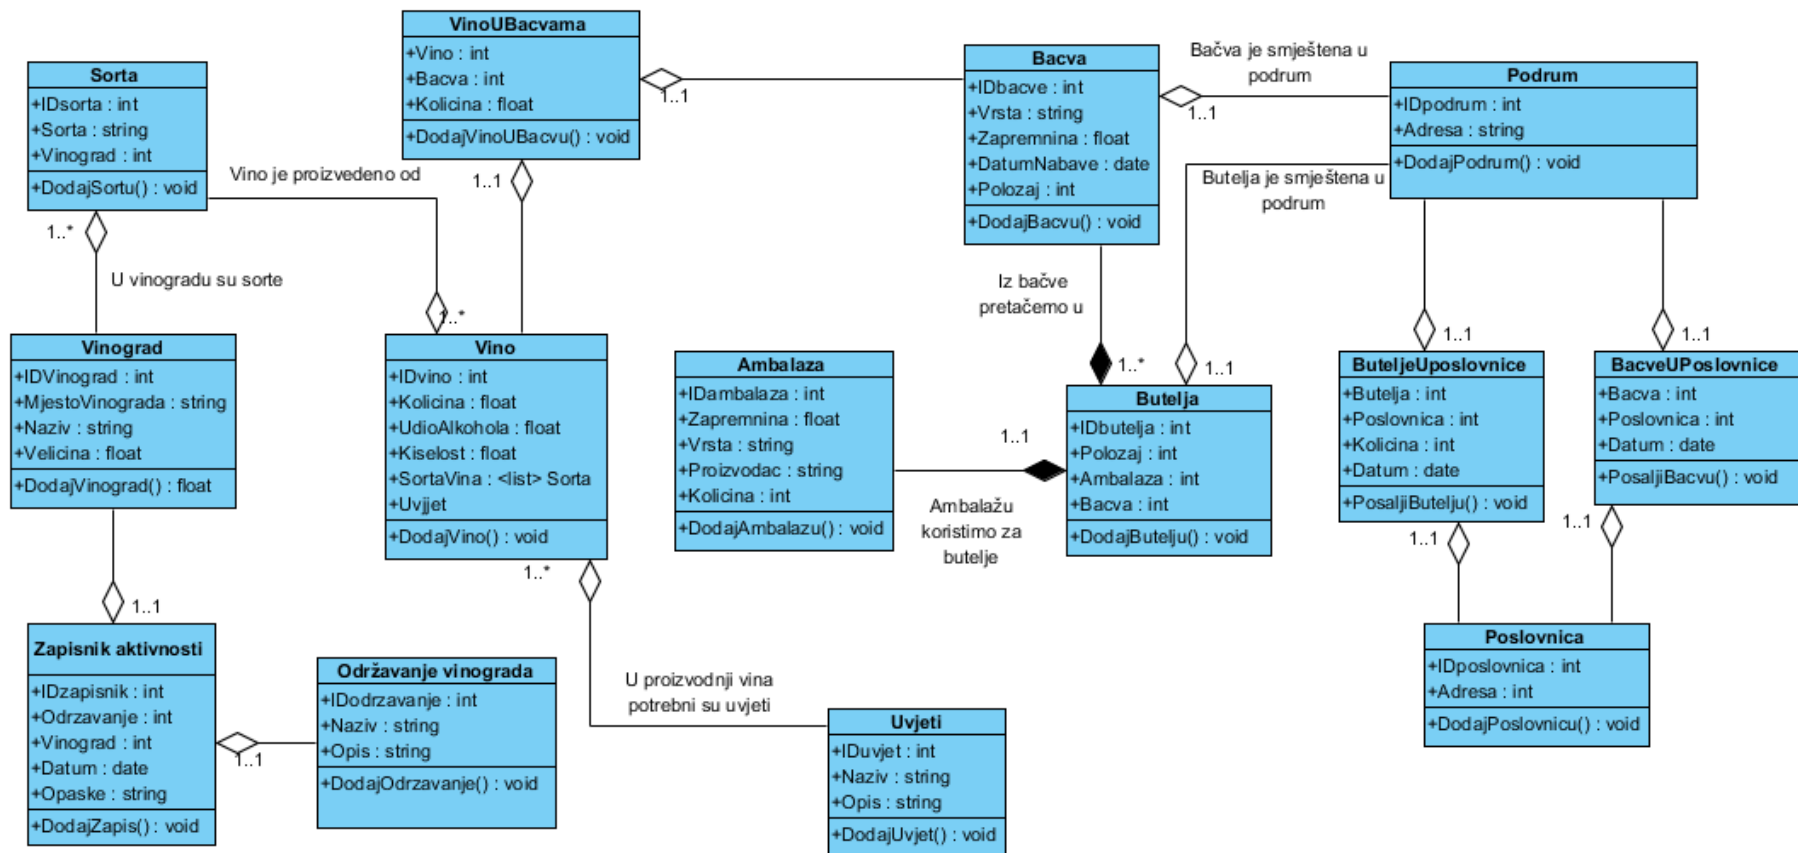 VinoUBacvama
+Vino : int
+Bacva : int
+Kolicina : float
+DodajVinoUBacvu() : void
1..1
1..1
Sorta
+IDsorta : int
+Sorta : string
+Vinograd : int
+DodajSortu() : void
1..*
Vino je proizvedeno od
1..*
U vinogradu su sorte
Bacva
+IDbacve : int
+Vrsta : string
+Zapremnina : float
+DatumNabave : date
+Polozaj : int
+DodajBacvu() : void
Bačva je smještena u
podrum
1..1
Podrum
+IDpodrum : int
+Adresa : string
+DodajPodrum() : void
Butelja je smještena u
podrum
1..1
Iz bačve
pretačemo u
1..*
Vinograd
+IDVinograd : int
+MjestoVinograda : string
+Naziv : string
+Velicina : float
+DodajVinograd() : float
1..1
Vino
+IDvino : int
+Kolicina : float
+UdioAlkohola : float
+Kiselost : float
+SortaVina : <list> Sorta
+Uvjjet
+DodajVino() : void
1..*
Ambalaza
+IDambalaza : int
+Zapremnina : float
+Vrsta : string
+Proizvodac : string
+Kolicina : int
+DodajAmbalazu() : void
1..1
Ambalažu
koristimo za
butelje
Butelja
+IDbutelja : int
+Polozaj : int
+Ambalaza : int
+Bacva : int
+DodajButelju() : void
1..1
ButeljeUposlovnice
+Butelja : int
+Poslovnica : int
+Kolicina : int
+Datum : date
+PosaljiButelju() : void
1..1
1..1
BacveUPoslovnice
+Bacva : int
+Poslovnica : int
+Datum : date
+PosaljiBacvu() : void
1..1
Zapisnik aktivnosti
+IDzapisnik : int
+Odrzavanje : int
+Vinograd : int
+Datum : date
+Opaske : string
+DodajZapis() : void
1..1
Održavanje vinograda
+IDodrzavanje : int
+Naziv : string
+Opis : string
+DodajOdrzavanje() : void
U proizvodnji vina
potrebni su uvjeti
Uvjeti
+IDuvjet : int
+Naziv : string
+Opis : string
+DodajUvjet() : void
Poslovnica
+IDposlovnica : int
+Adresa : int
+DodajPoslovnicu() : void